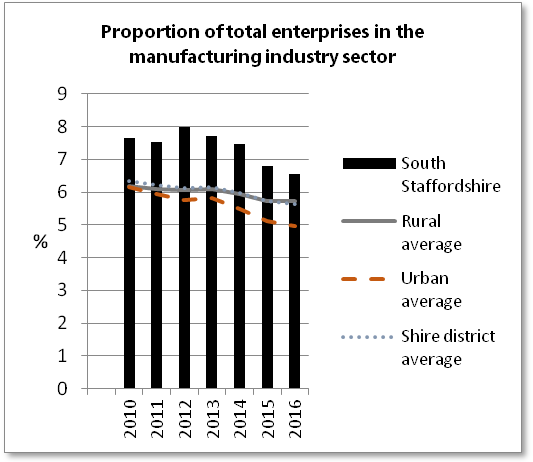 Proportion of total enterprises in the
manufacturing industry sector
9
8
7
6
5
4
3
2
1
0
%
2010
2011
2012
2013
2014
2015
2016
South
Staffordshire
Rural
average
Urban
average
Shire district
average